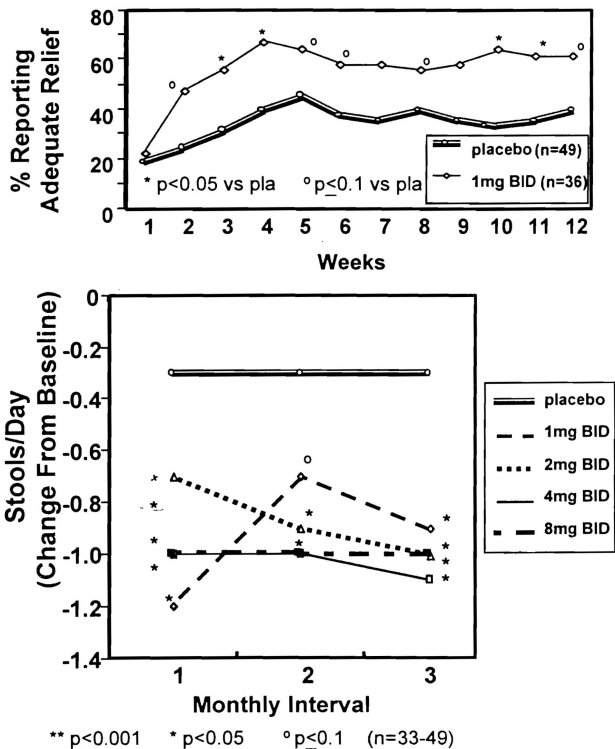 % Reporting
Adequate Relief
80
60
40
20
0
* p<0.05 vs pla
o p≤0.1 vs pla
placebo (n=49)
1mg BID (n=36)
1 2 3 4 5 6 7 8 9 10 11 12
Weeks
Stools/Day
(Change From Baseline)
0
-0.2
-0.4
-0.6
-0.8
-1.0
-1.2
-1.4
1 2 3
Monthly Interval
placebo
1mg BID
2mg BID
4mg BID
8mg BID
** p<0.001 * p<0.05 o p≤0.1 (n=33-49)